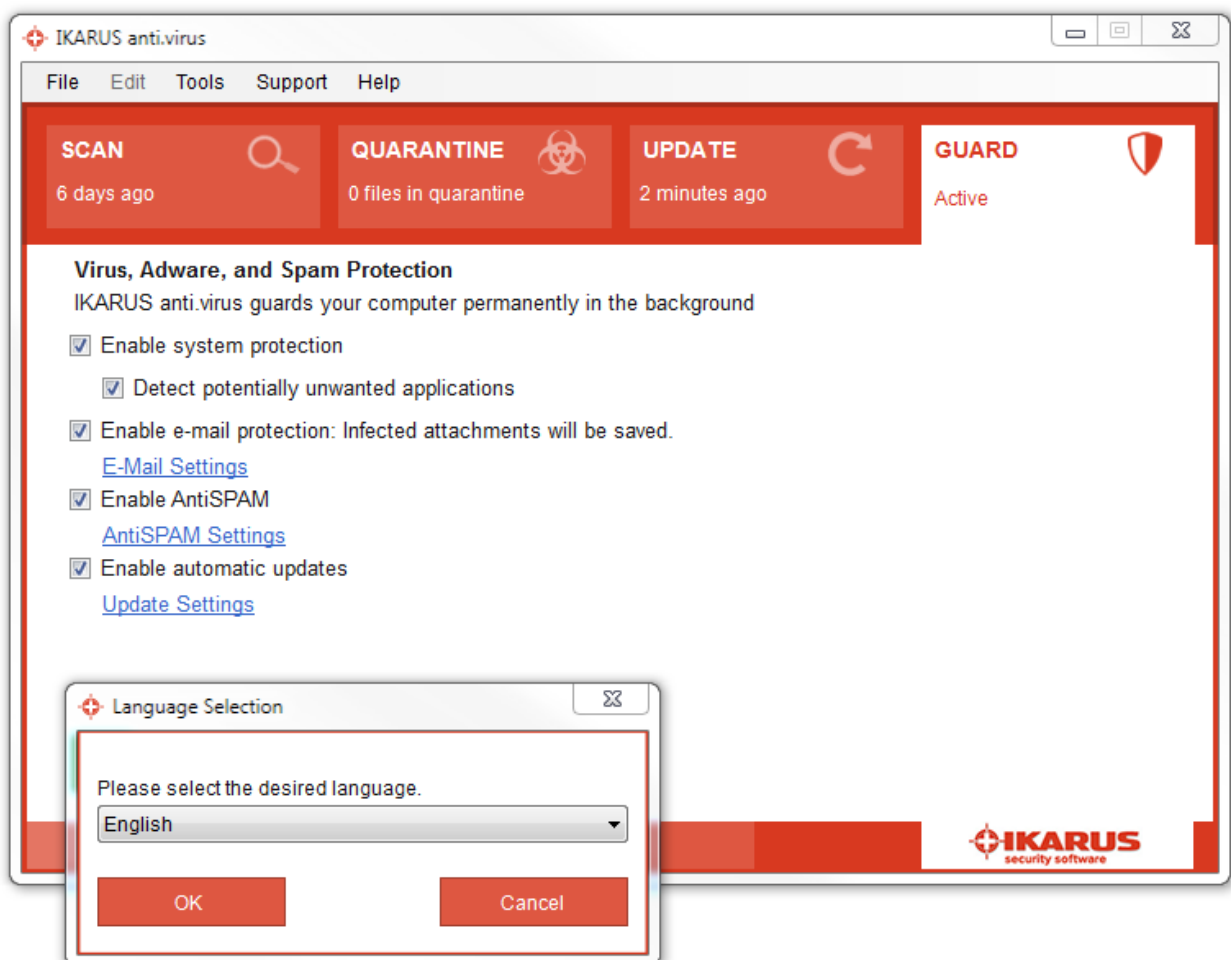 IKARUS anti.virus
File Edit Tools Support Help
SCAN
6 days ago
QUARANTINE
0 files in quarantine
UPDATE
2 minutes ago
GUARD
Active
Virus, Adware, and Spam Protection
IKARUS anti.virus guards your computer permanently in the background
Enable system protection
Detect potentially unwanted applications
Enable e-mail protection: Infected attachments will be saved.
E-Mail Settings
Enable AntiSPAM
AntiSPAM Settings
Enable automatic updates
Update Settings
Language Selection
Please select the desired language.
English
OK Cancel
IKARUS
security software